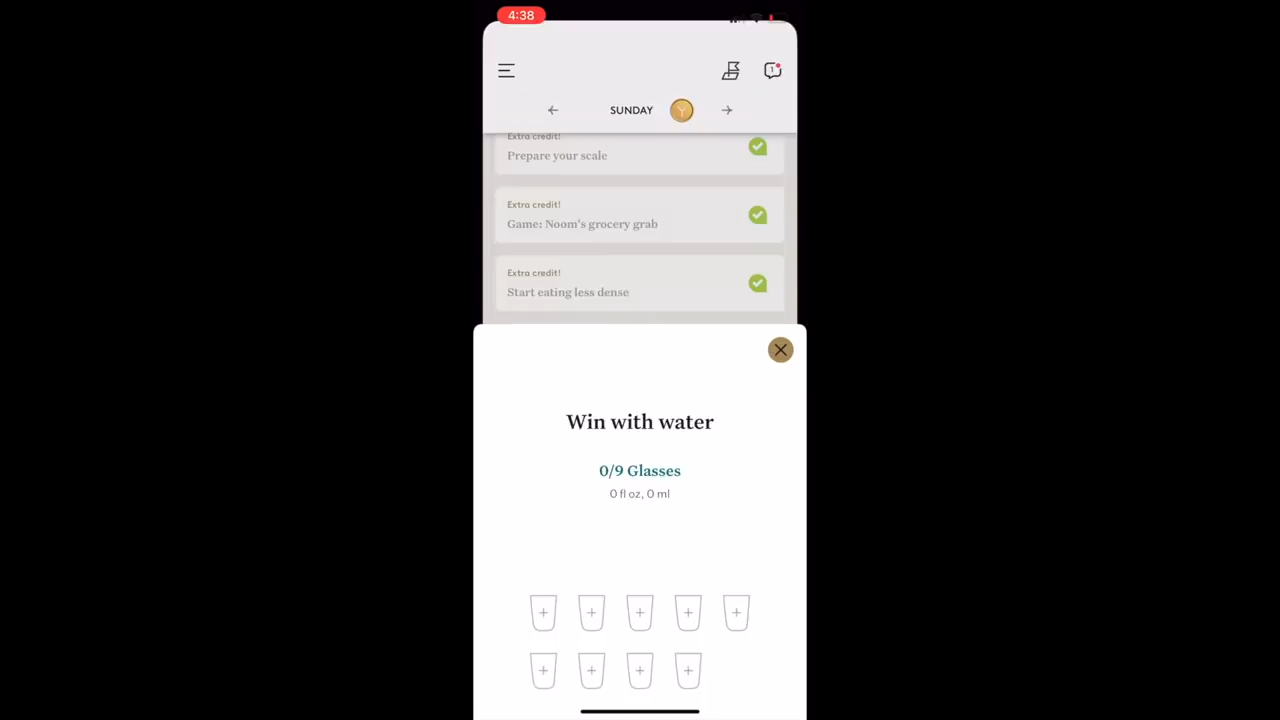 4:38
1
SUNDAY
Extra credit!
Prepare your scale
Extra credit!
Game: Noom's grocery grab
Extra credit!
Start eating less dense
Win with water
0/9 Glasses
0 fl oz, 0 ml